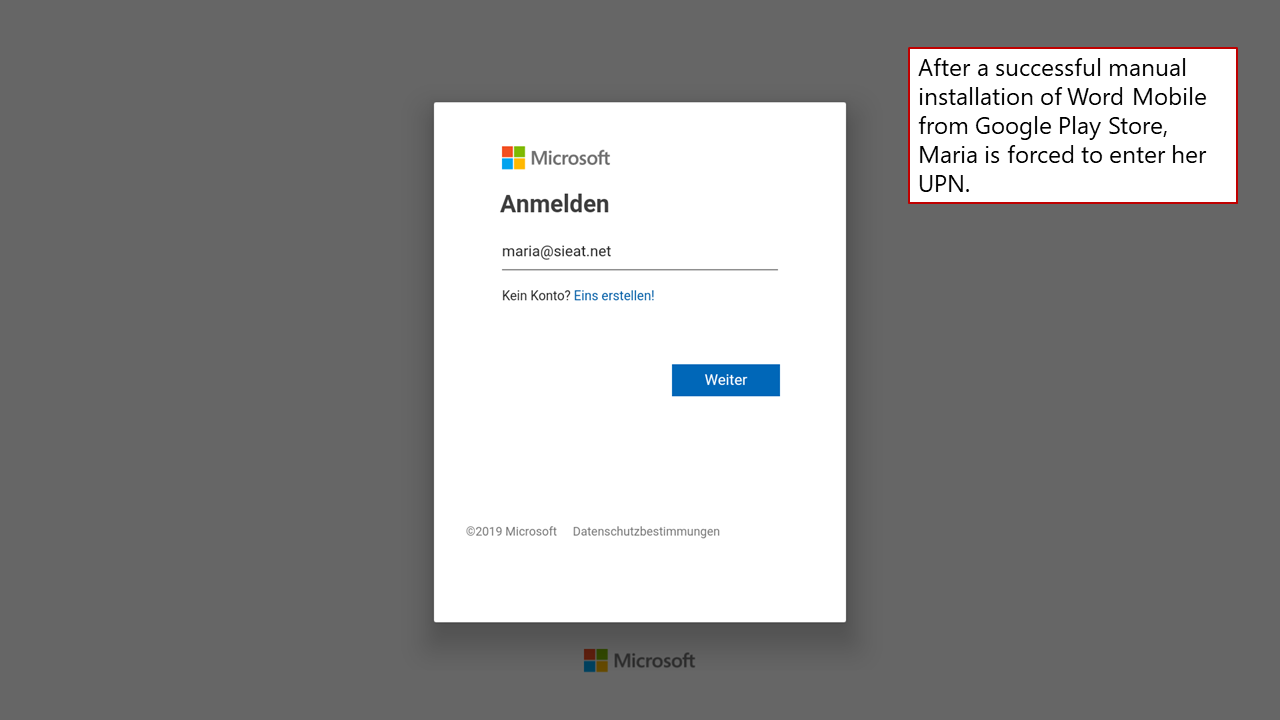 After a successful manual
installation of Word Mobile
from Google Play Store,
Maria is forced to enter her
UPN.
Microsoft
Anmelden
maria@sieat.net
Kein Konto? Eins erstellen!
Weiter
©2019 Microsoft Datenschutzbestimmungen
Microsoft